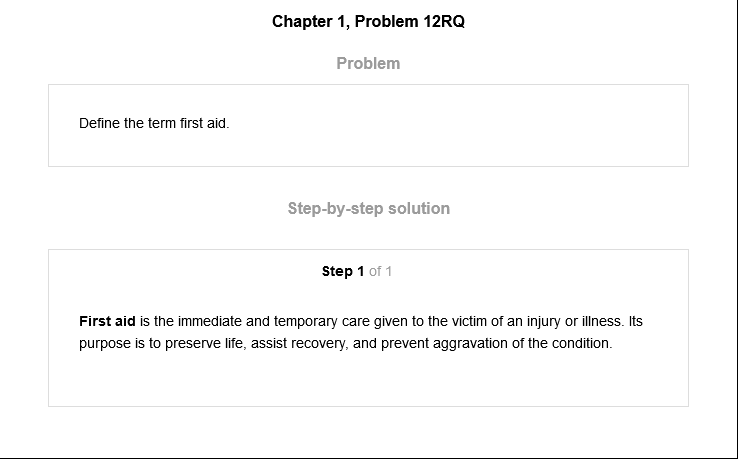 Chapter 1, Problem 12RQ
Problem
Define the term first aid.
Step-by-step solution
Step 1 of 1
First aid is the immediate and temporary care given to the victim of an injury or illness. Its
purpose is to preserve life, assist recovery, and prevent aggravation of the condition.